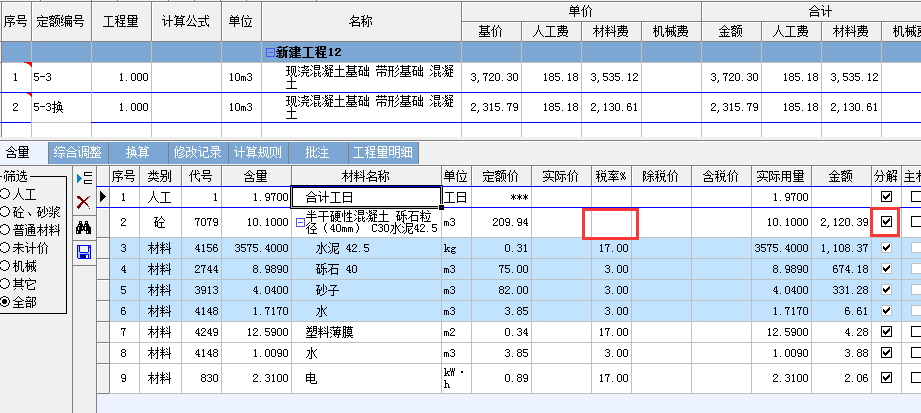 序号 定额编号 工程量 计算公式 单位 名称 单价 合计
基价 人工费 材料费 机械费 金额 人工费 材料费 机械费
新建工程12
1 5-3 1.000 10m3 现浇混凝土基础 带形基础 混凝 3,720.30 185.18 3,535.12 3,720.30 185.18 3,535.12
土
2 5-3换 1.000 10m3 现浇混凝土基础 带形基础 混凝 2,315.79 185.18 2,130.61 2,315.79 185.18 2,130.61
土
含量 综合调整 换算 修改记录 计算规则 批注 工程量明细
筛选
人工
砼、砂浆
普通材料
未计价
机械
其它
全部
序号 类别 代号 含量 材料名称 单位 定额价 实际价 税率% 除税价 含税价 实际用量 金额 分解 主材
1 人工 1.9700 合计工日 工日 *** 1.9700
2 砼 7079 10.1000 半干硬性混凝土 砾石粒 m3 209.94 10.1000 2,120.39
径（40mm） C30水泥42.5
3 材料 4156 3575.4000 水泥 42.5 kg 0.31 17.00 3575.4000 1,108.37
4 材料 2744 8.9890 砾石 40 m3 75.00 3.00 8.9890 674.18
5 材料 3913 4.0400 砂子 m3 82.00 3.00 4.0400 331.28
6 材料 4148 1.7170 水 m3 3.85 3.00 1.7170 6.61
7 材料 4249 12.5900 塑料薄膜 m2 0.34 17.00 12.5900 4.28
8 材料 4148 1.0090 水 m3 3.85 3.00 1.0090 3.88
9 材料 830 2.3100 电 kW·h 0.89 17.00 2.3100 2.06